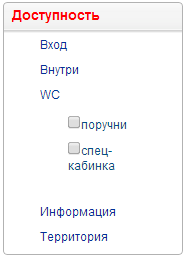 Доступность
Вход
Внутри
WC
поручни
спец-
кабинка
Информация
Территория